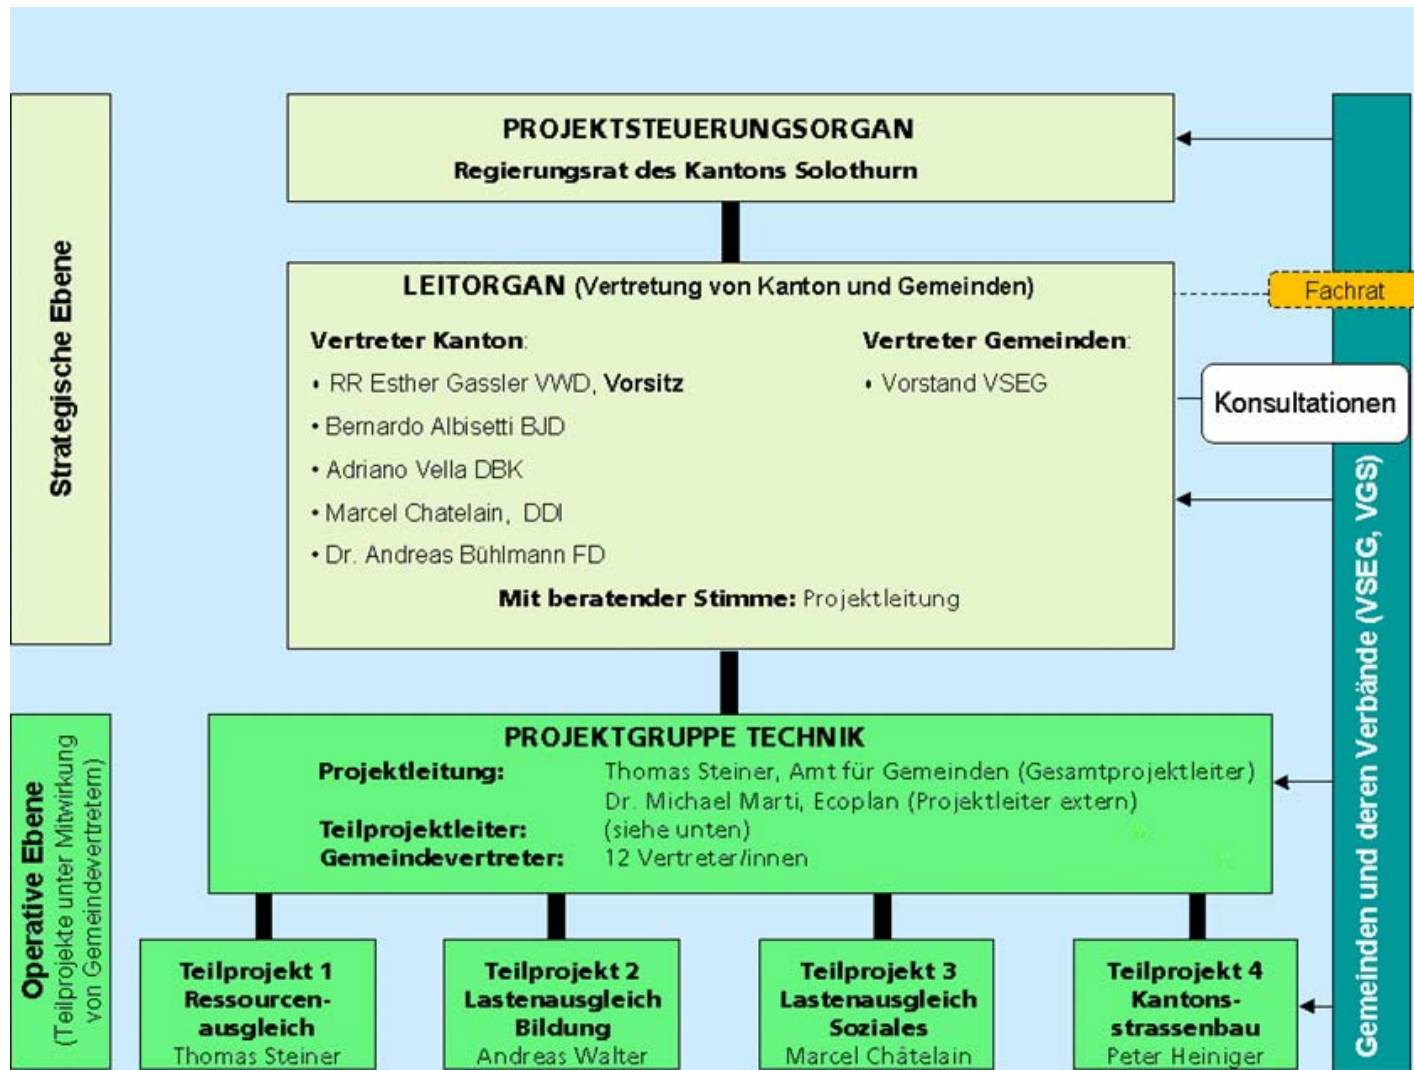 PROJEKTSTEUERUNGSORGAN
Regierungsrat des Kantons Solothurn
Strategische Ebene
LEITORGAN (Vertretung von Kanton und Gemeinden)
Fachrat
Vertreter Kanton:
• RR Esther Gassler VWD, Vorsitz
• Bernardo Albisetti BJD
• Adriano Vella DBK
• Marcel Chatelain, DDI
• Dr. Andreas Bühlmann FD
Vertreter Gemeinden:
• Vorstand VSEG
Konsultationen
Mit beratender Stimme: Projektleitung
Gemeinden und deren Verbände (VSEG, VGS)
Operative Ebene
(Teilprojekte unter Mitwirkung
von Gemeindevertretern)
PROJEKTGRUPPE TECHNIK
Projektleitung: Thomas Steiner, Amt für Gemeinden (Gesamtprojektleiter)
Dr. Michael Marti, Ecoplan (Projektleiter extern)
Teilprojektleiter: (siehe unten)
Gemeindevertreter: 12 Vertreter/innen
Teilprojekt 1
Ressourcen-
ausgleich
Thomas Steiner
Teilprojekt 2
Lastenausgleich
Bildung
Andreas Walter
Teilprojekt 3
Lastenausgleich
Soziales
Marcel Châtelain
Teilprojekt 4
Kantons-
strassenbau
Peter Heiniger